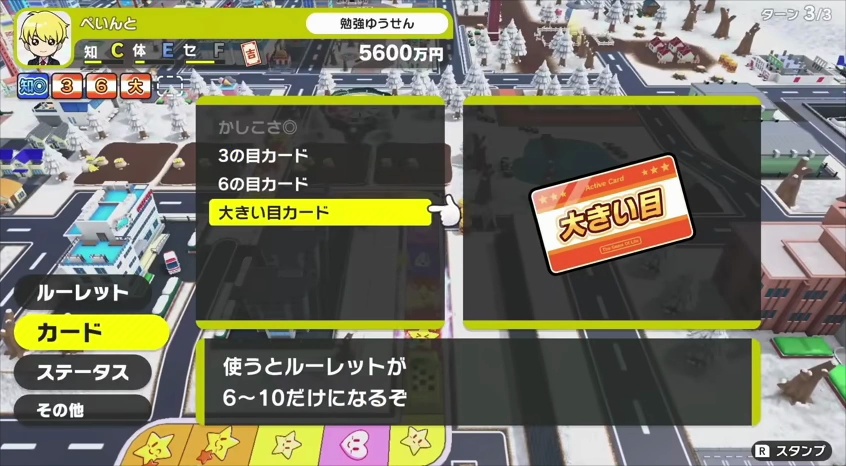 ぺいんと
勉強ゆうせん
ターン 3/3
知 C 体 E セ F 吉
5600万円
知◎ 3 6 大
かしこさ◎
3の目カード
6の目カード
大きい目カード
Active Card
大きい目
The Game Of Life
ルーレット
カード
ステータス
その他
使うとルーレットが
6〜10だけになるぞ
R スタンプ